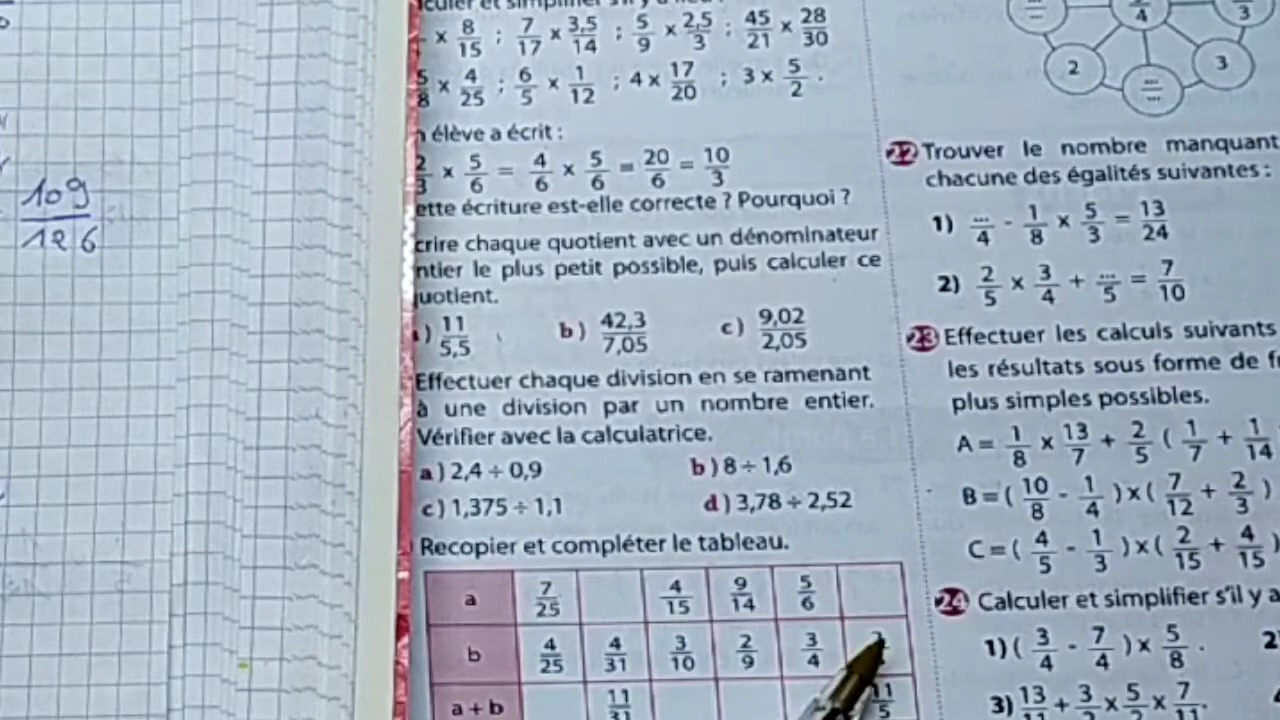 109/126
calculer et simplifier s'il y a lieu :
× 8/15 ; 7/17 × 3,5/14 ; 5/9 × 2,5/3 ; 45/21 × 28/30
5/8 × 4/25 ; 6/5 × 1/12 ; 4 × 17/20 ; 3 × 5/2 .
n élève a écrit :
2/3 × 5/6 = 4/6 × 5/6 = 20/6 = 10/3
ette écriture est-elle correcte ? Pourquoi ?
crire chaque quotient avec un dénominateur
ntier le plus petit possible, puis calculer ce
uotient.
) 11/5,5 b ) 42,3/7,05 c ) 9,02/2,05
Effectuer chaque division en se ramenant
à une division par un nombre entier.
Vérifier avec la calculatrice.
a ) 2,4 ÷ 0,9 b ) 8 ÷ 1,6
c ) 1,375 ÷ 1,1 d ) 3,78 ÷ 2,52
Recopier et compléter le tableau.
a 7/25 4/15 9/14 5/6
b 4/25 4/31 3/10 2/9 3/4
a + b 11/31 11/5
4 3
2 ... 3
22 Trouver le nombre manquant
chacune des égalités suivantes :
1) .../4 - 1/8 × 5/3 = 13/24
2) 2/5 × 3/4 + .../5 = 7/10
23 Effectuer les calculs suivants
les résultats sous forme de f
plus simples possibles.
A = 1/8 × 13/7 + 2/5 ( 1/7 + 1/14
B = ( 10/8 - 1/4 ) × ( 7/12 + 2/3 )
C = ( 4/5 - 1/3 ) × ( 2/15 + 4/15 )
24 Calculer et simplifier s'il y a
1) ( 3/4 - 7/4 ) × 5/8 . 2
3) 13/11 + 3/2 × 5/2 × 7/11 .